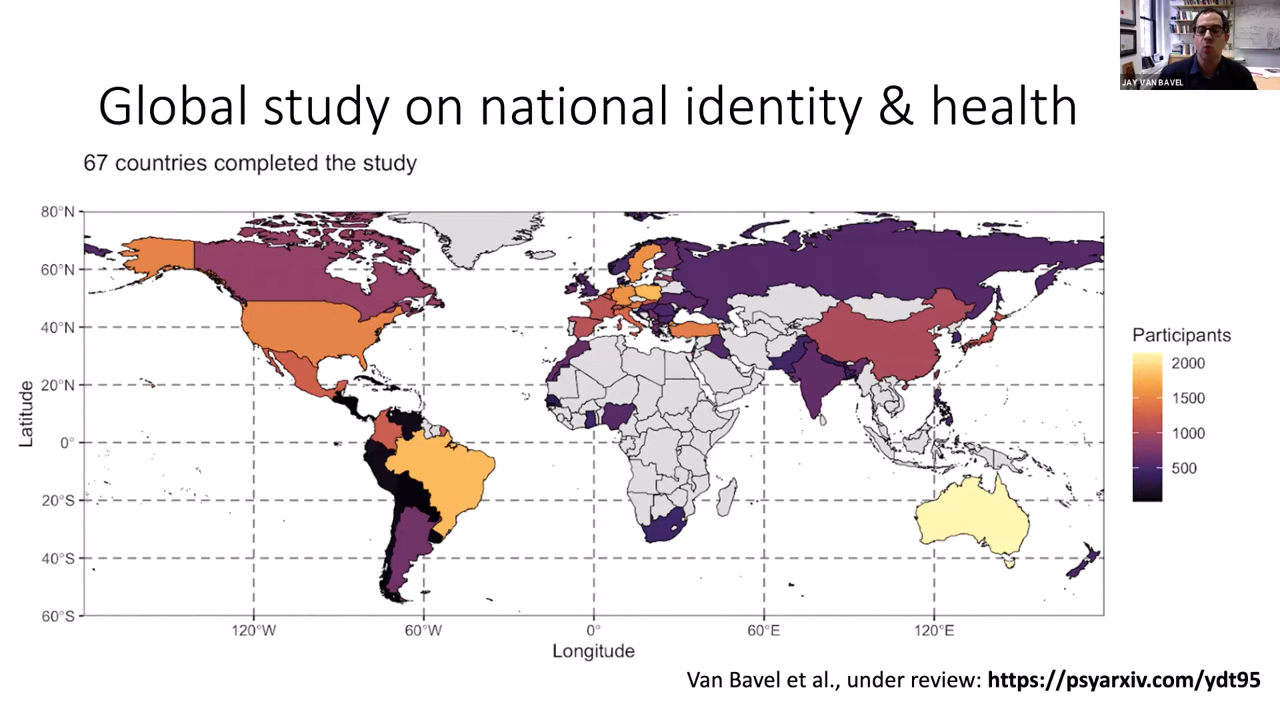 JAY VAN BAVEL
Global study on national identity & health
67 countries completed the study
80°N
60°N
40°N
20°N
0°
20°S
40°S
60°S
Latitude
120°W
60°W
0°
60°E
120°E
Longitude
Participants
2000
1500
1000
500
Van Bavel et al., under review: https://psyarxiv.com/ydt95